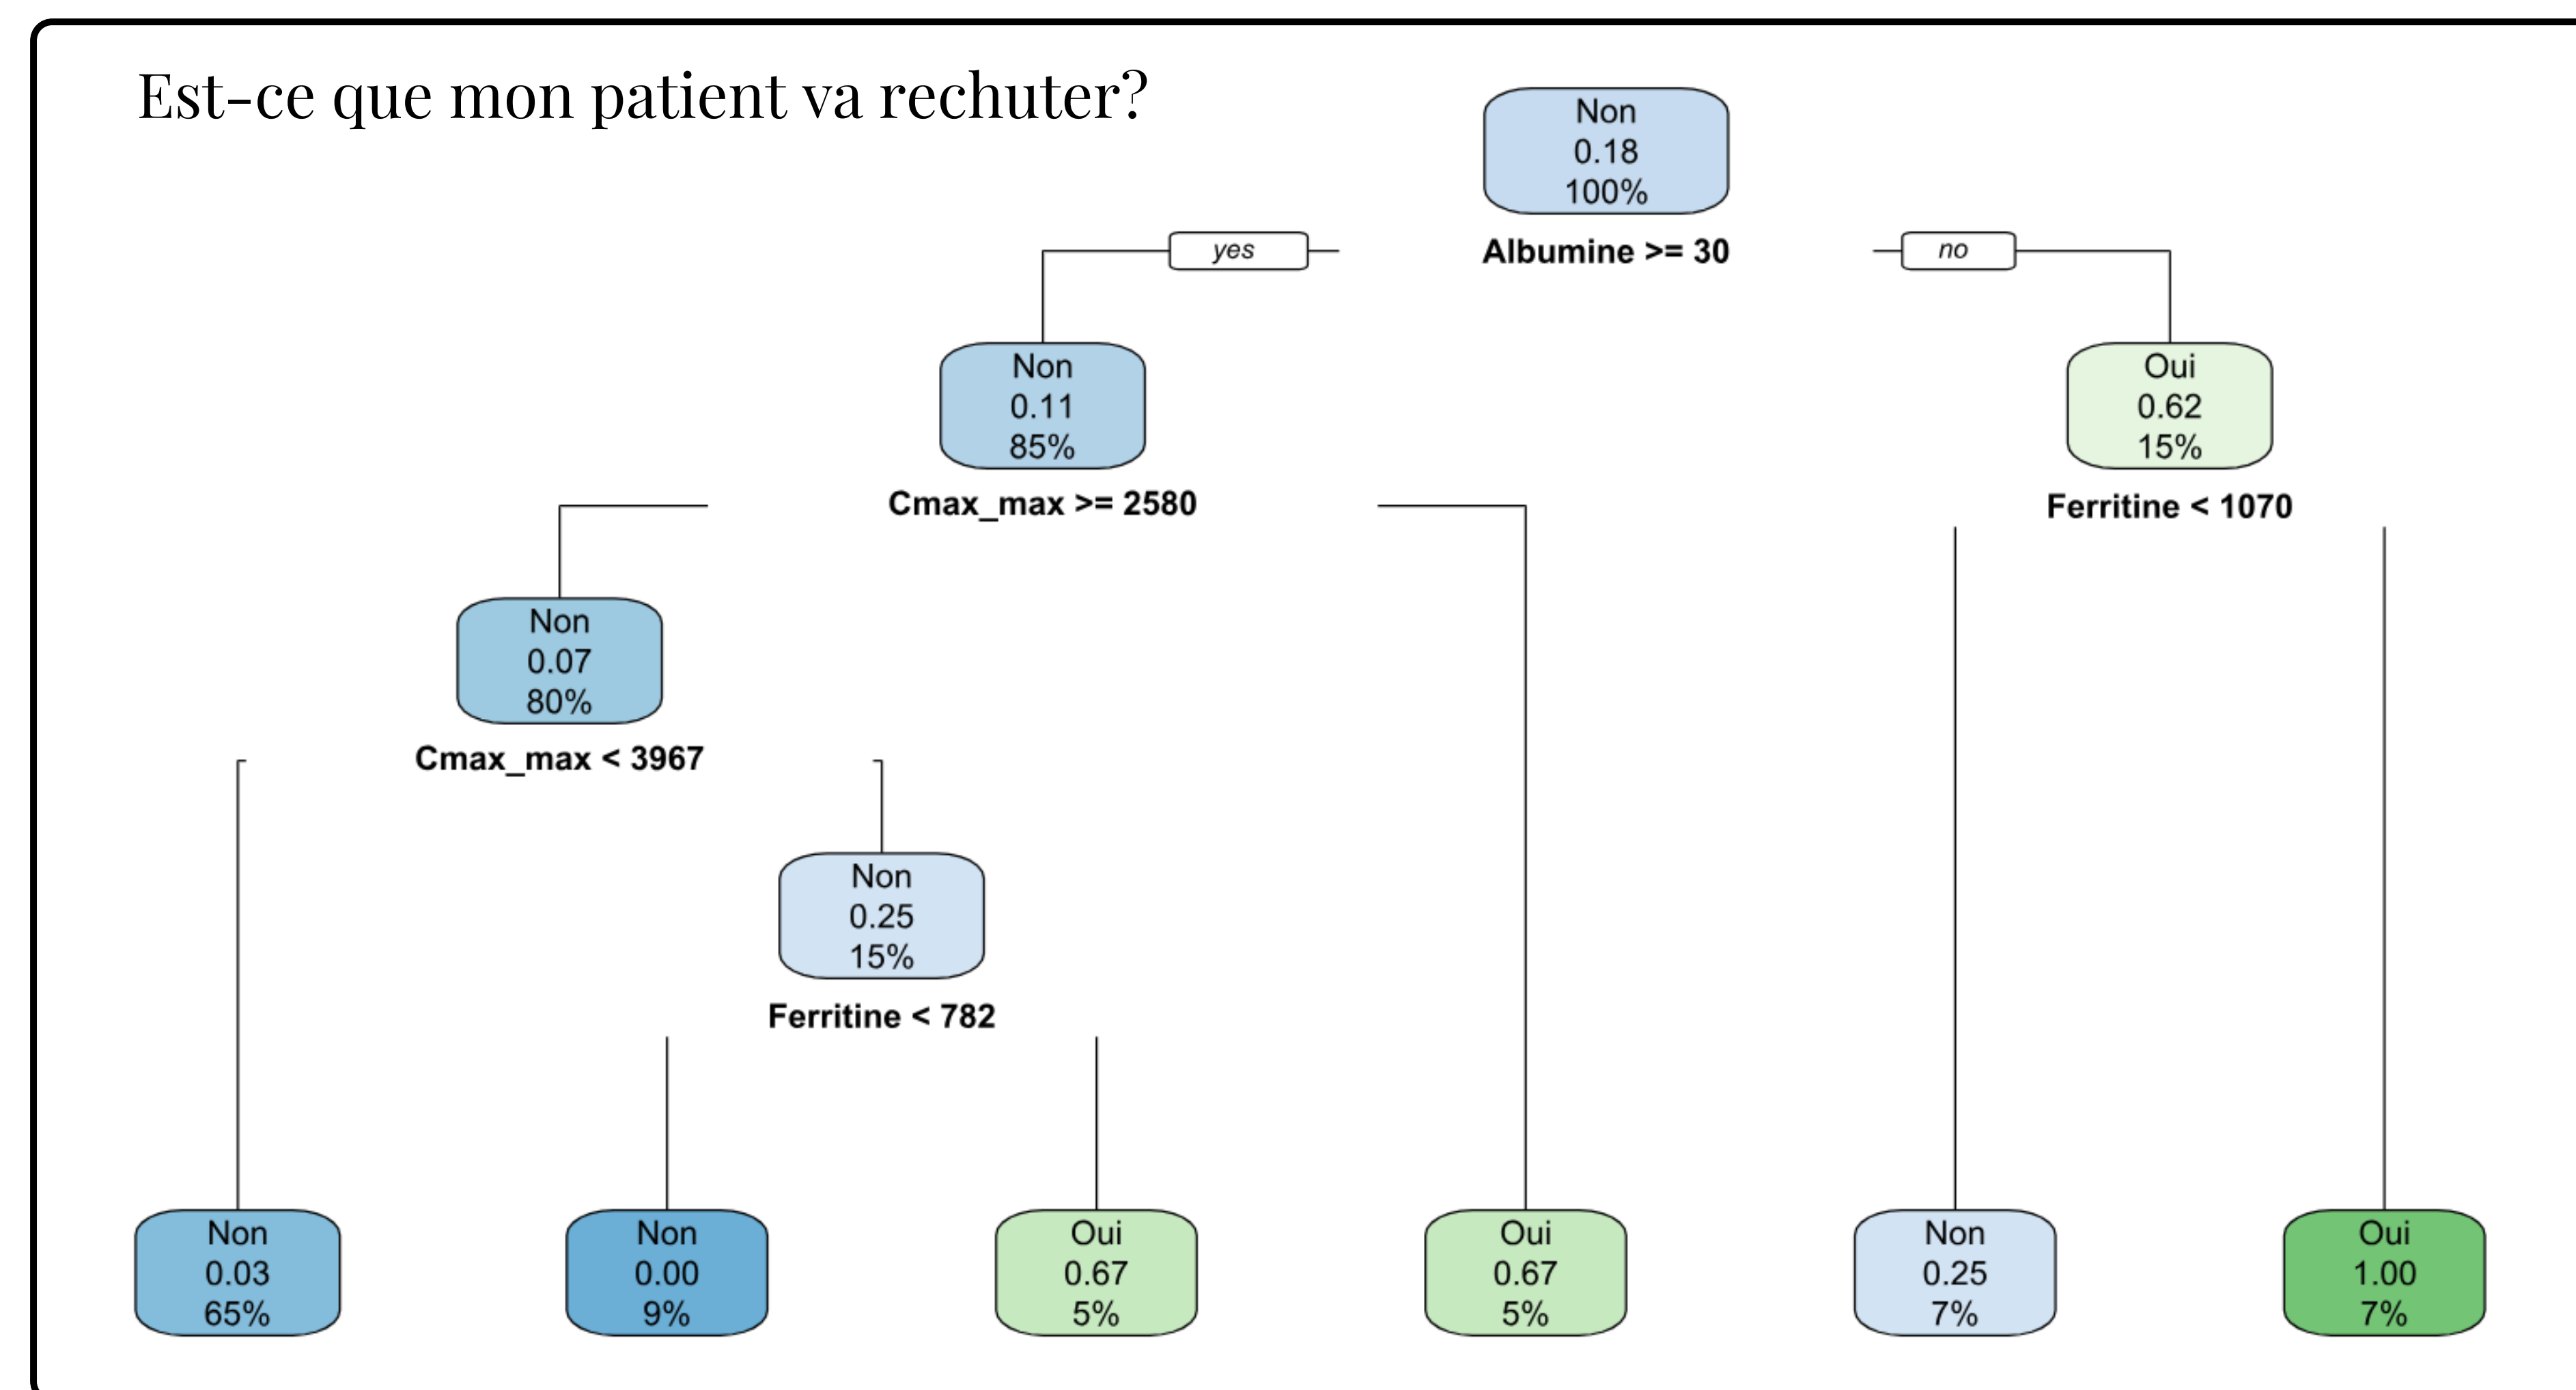 Est-ce que mon patient va rechuter?
Non
0.18
100%
yes
Albumine >= 30
no
Non
0.11
85%
Oui
0.62
15%
Cmax_max >= 2580
Ferritine < 1070
Non
0.07
80%
Cmax_max < 3967
Non
0.25
15%
Ferritine < 782
Non
0.03
65%
Non
0.00
9%
Oui
0.67
5%
Oui
0.67
5%
Non
0.25
7%
Oui
1.00
7%